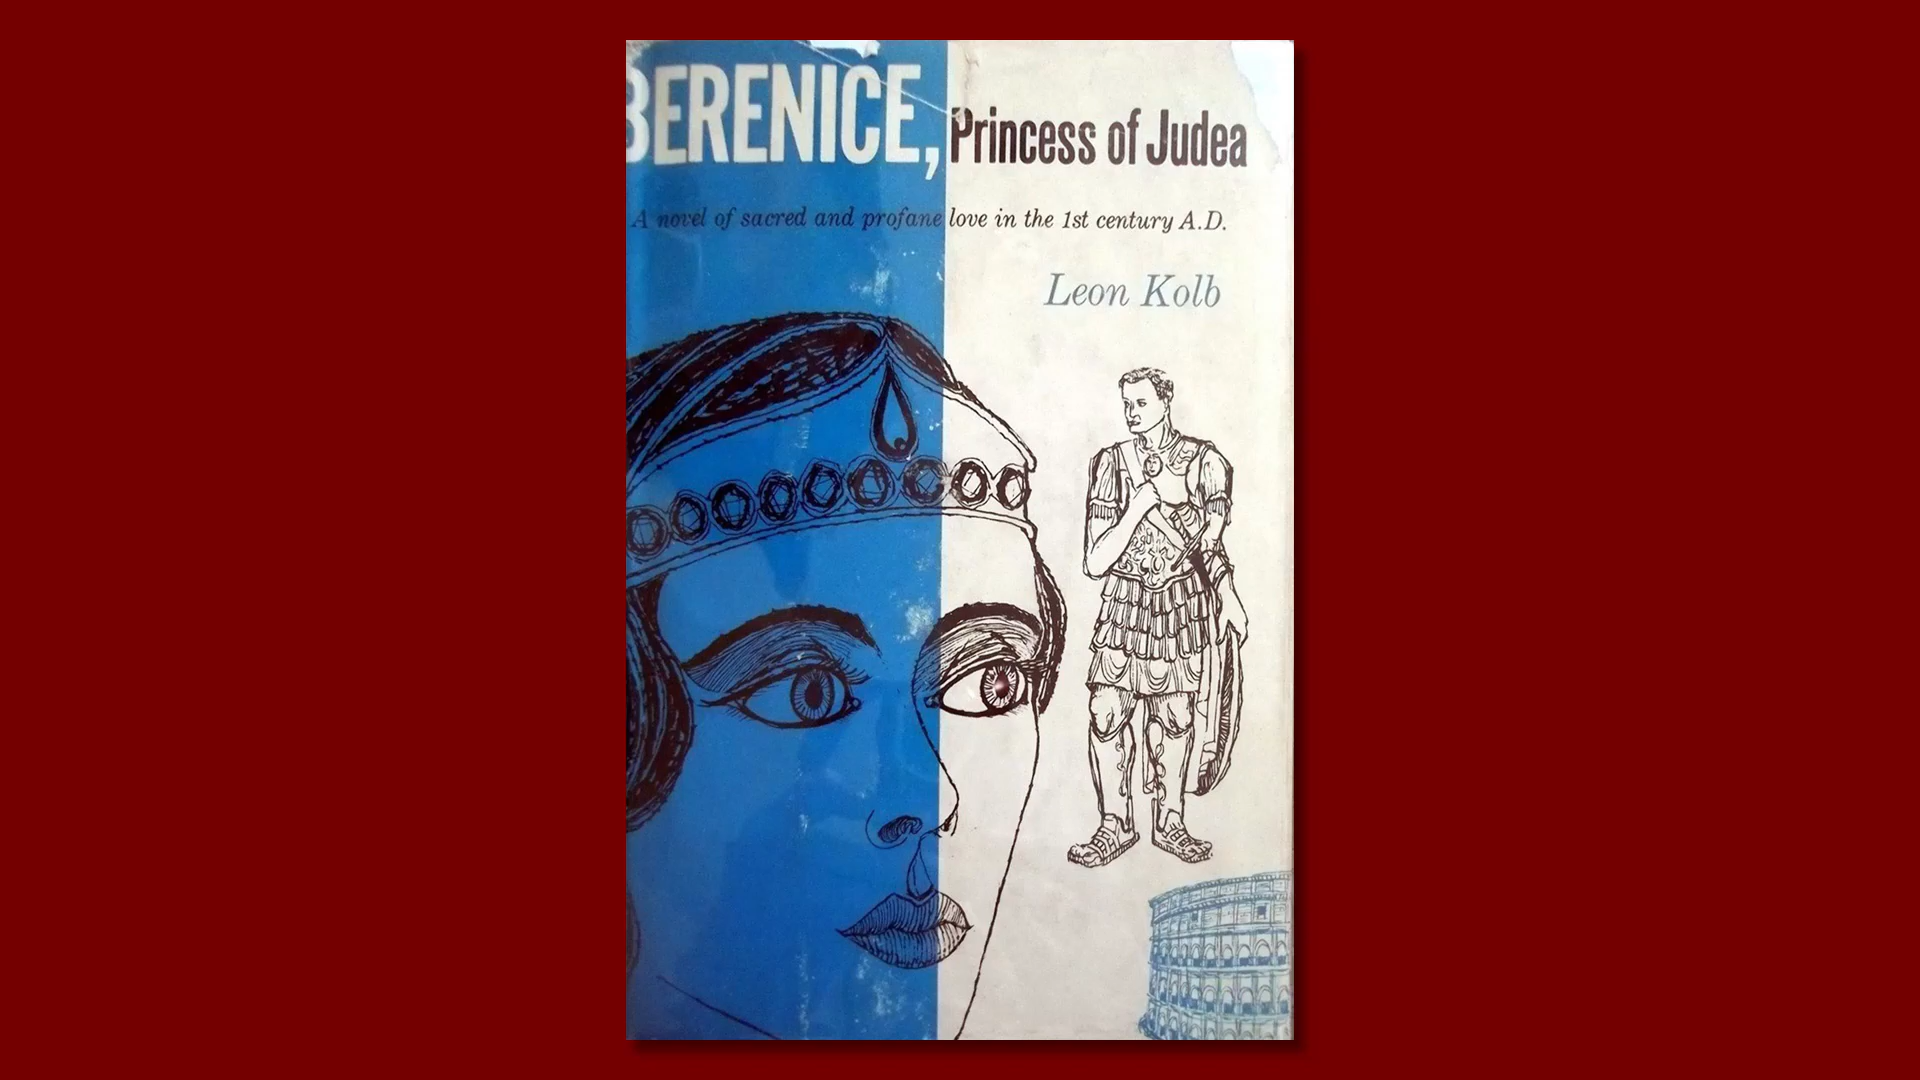 BERENICE, Princess of Judea
A novel of sacred and profane love in the 1st century A.D.
Leon Kolb